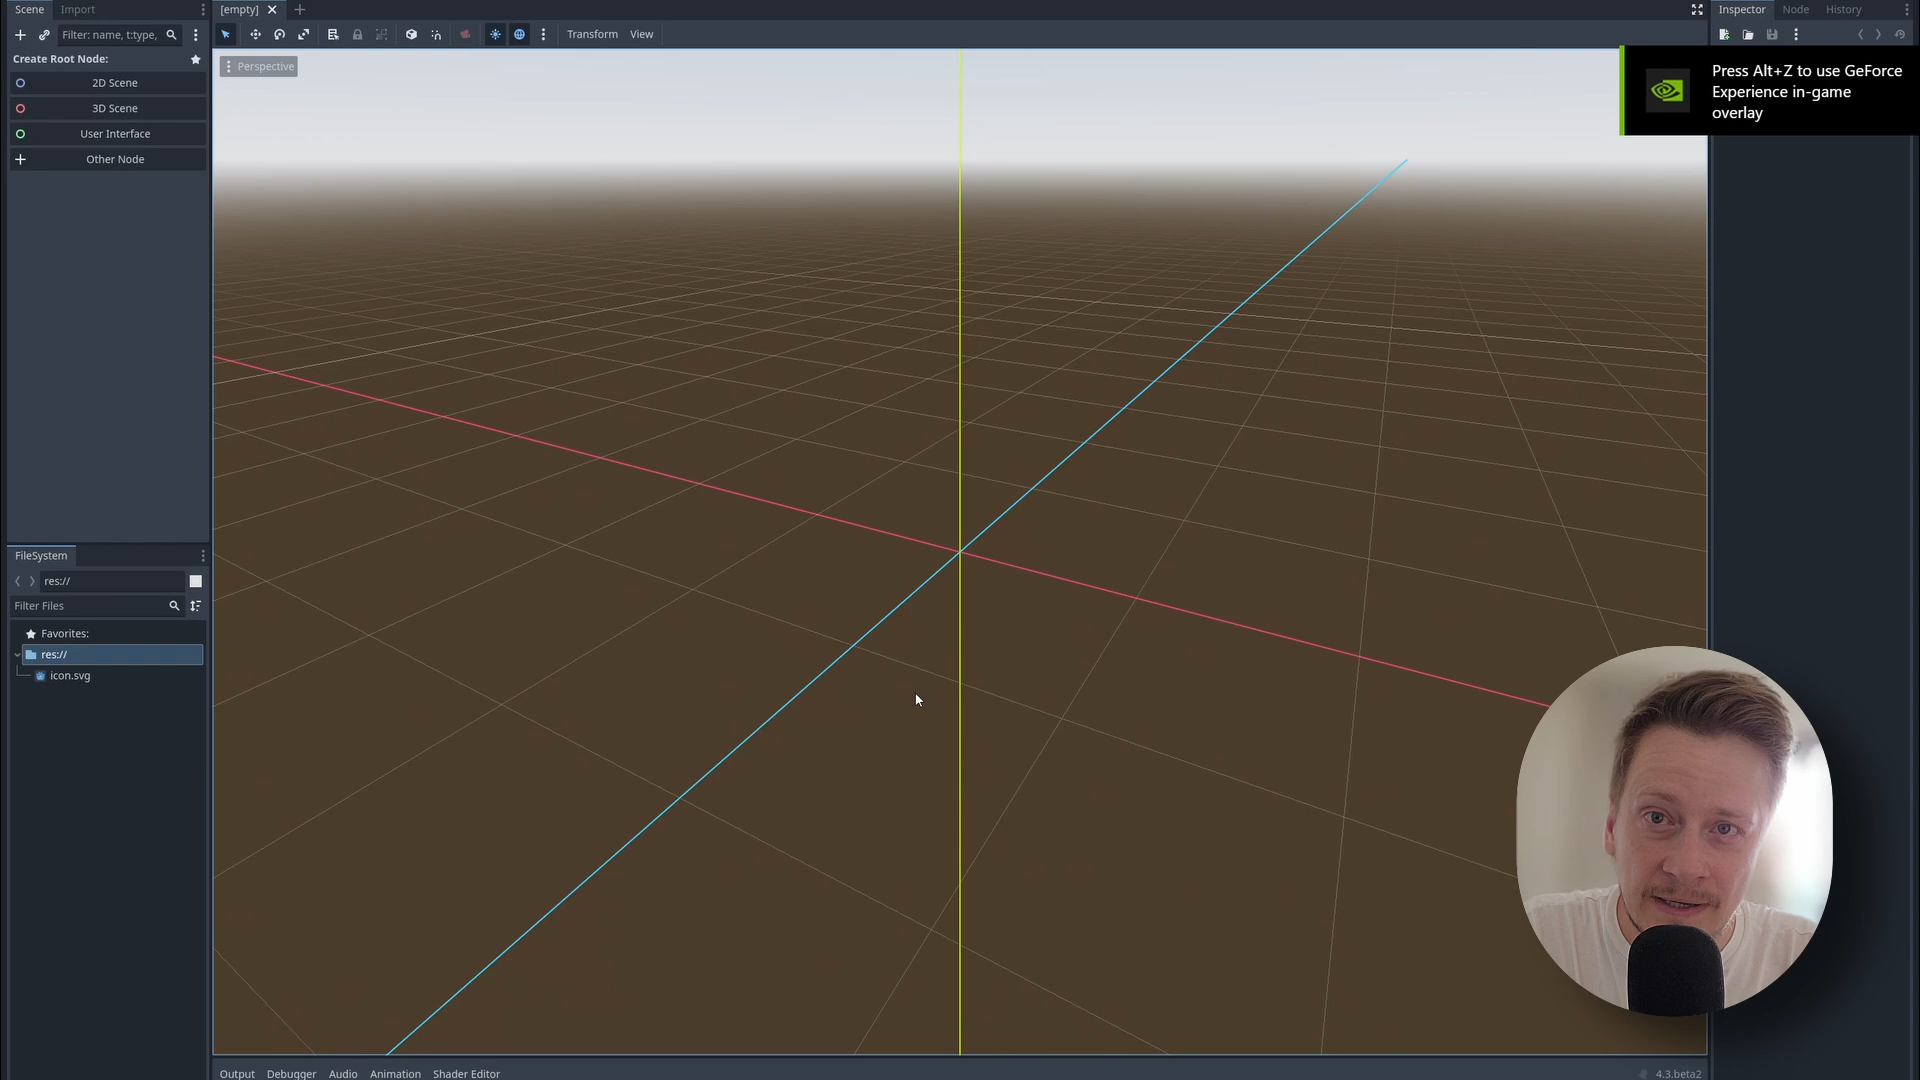 Scene Import
[empty]
Inspector Node History
Filter: name, t:type,
Transform View
Create Root Node:
2D Scene
3D Scene
User Interface
Other Node
Perspective
Press Alt+Z to use GeForce
Experience in-game
overlay
FileSystem
res://
Filter Files
Favorites:
res://
icon.svg
Output Debugger Audio Animation Shader Editor
4.3.beta2